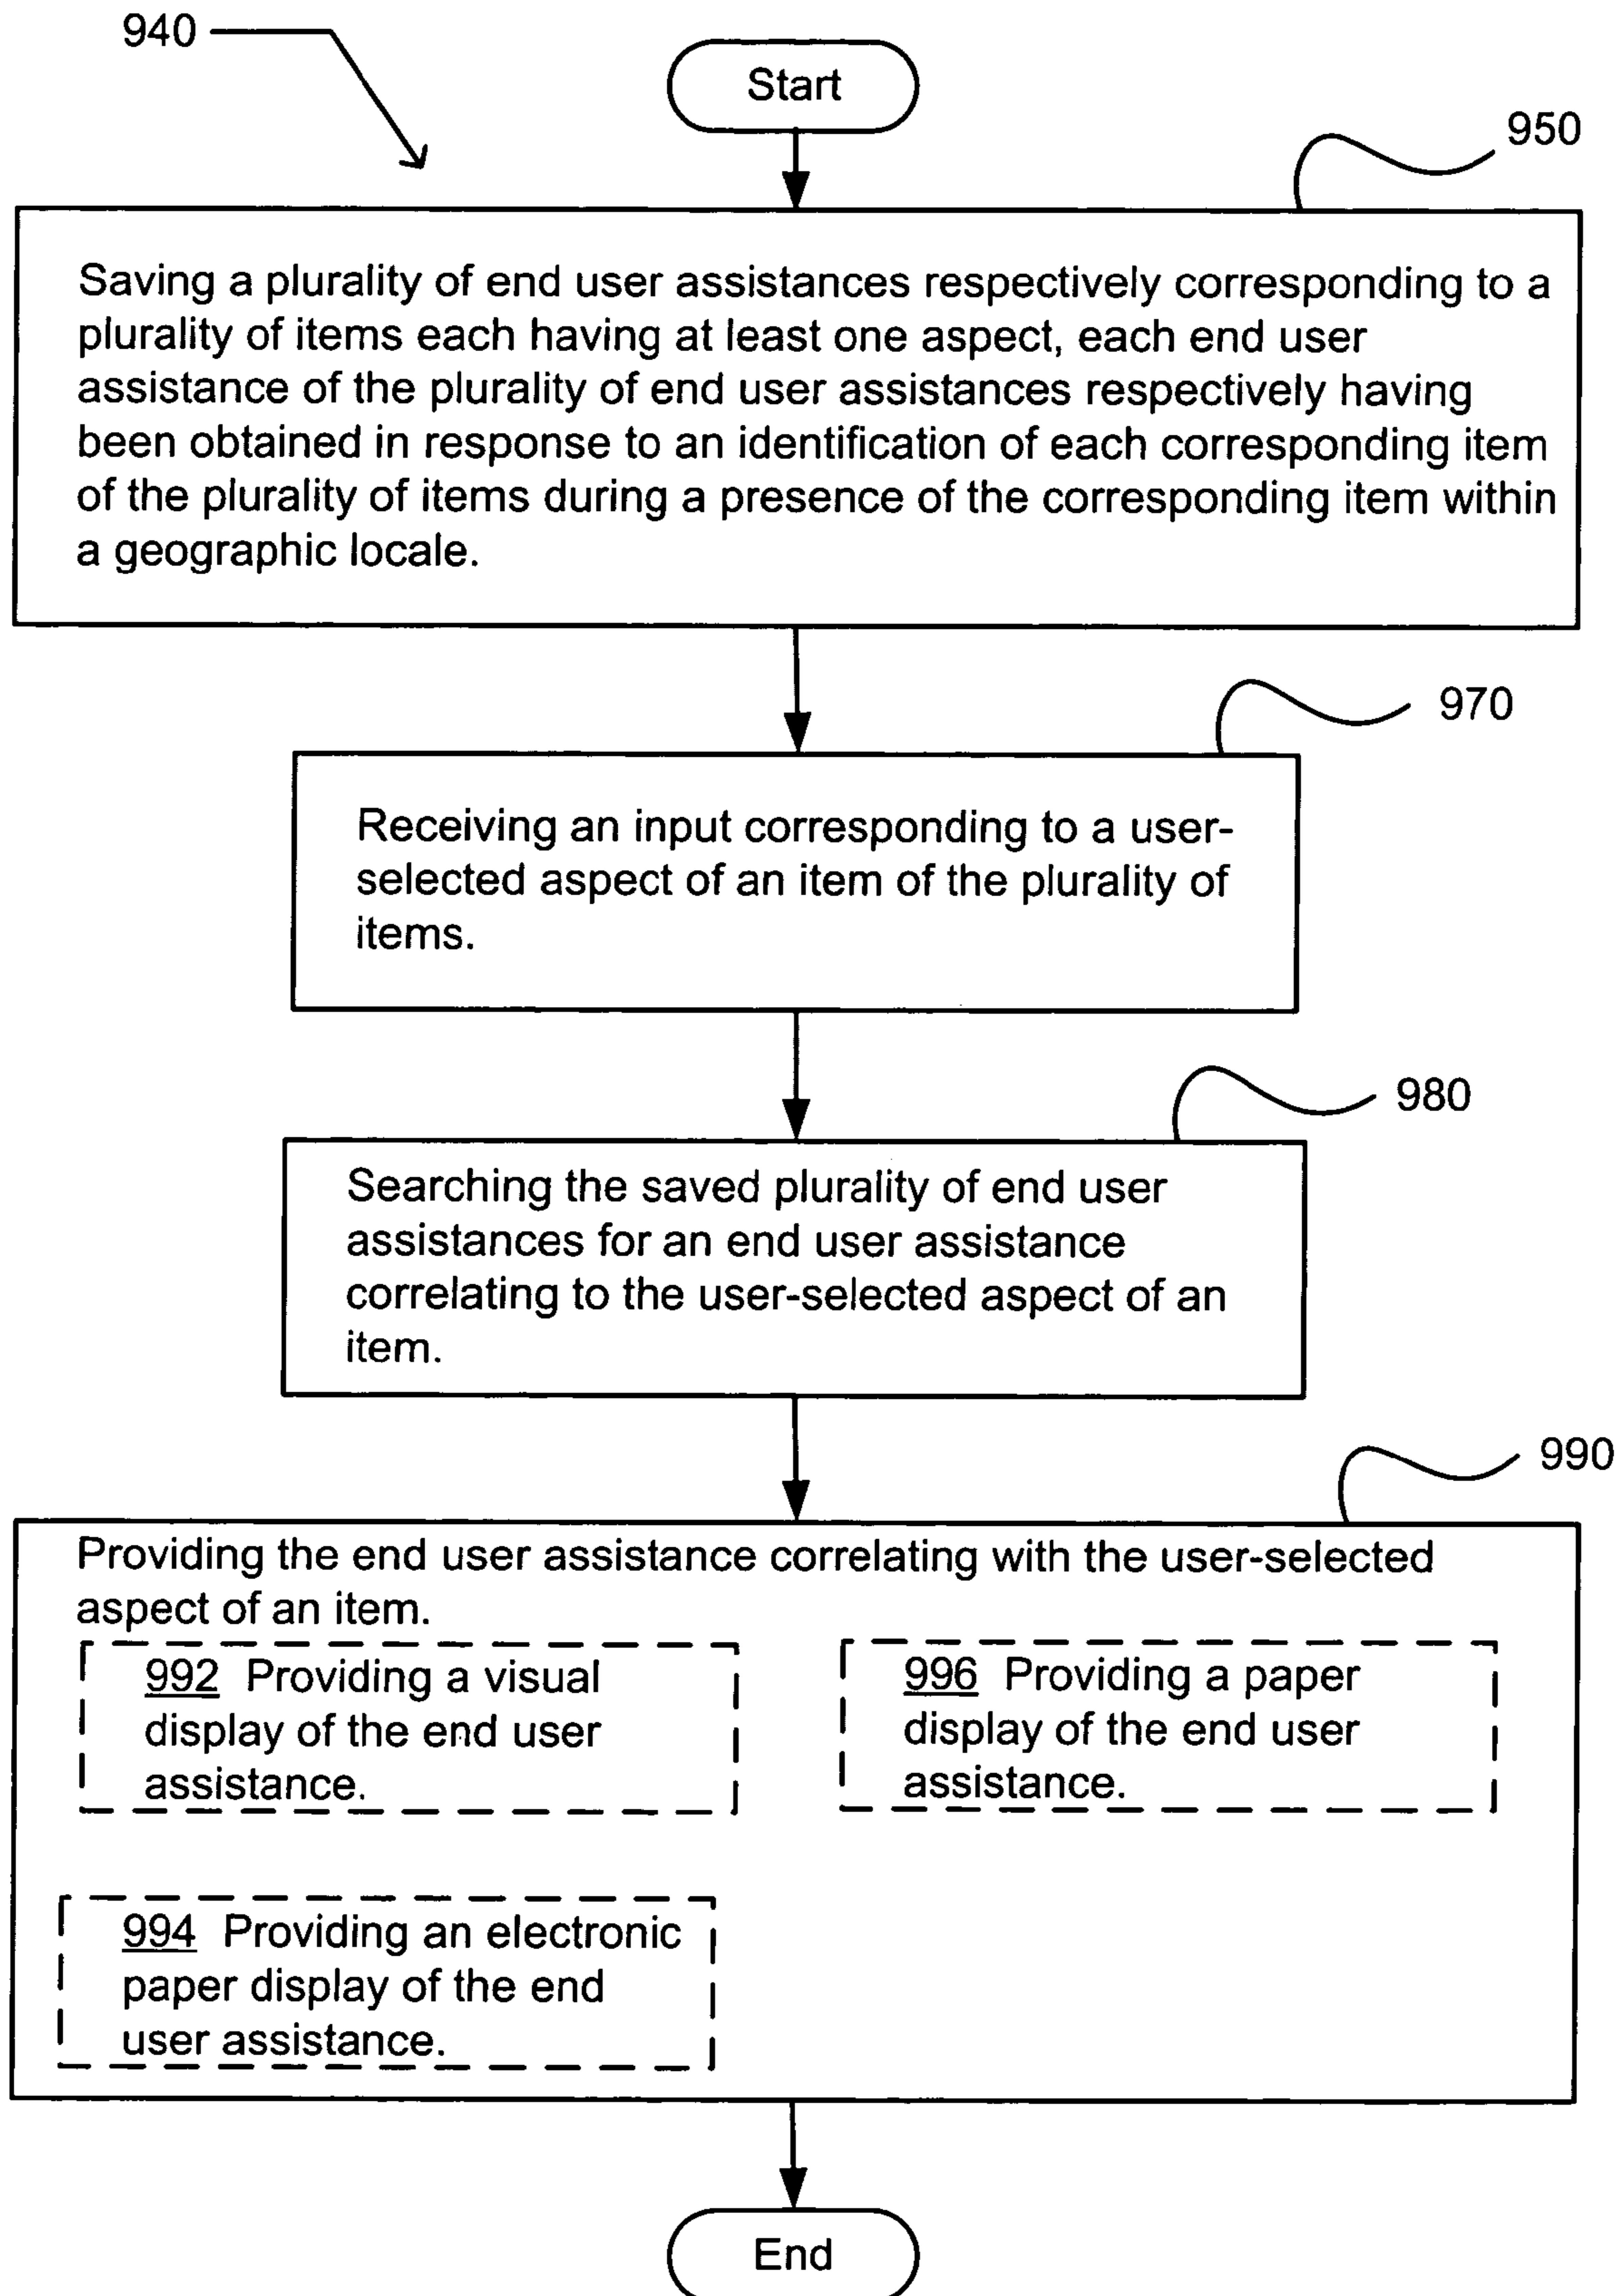 940
Start
950
Saving a plurality of end user assistances respectively corresponding to a
plurality of items each having at least one aspect, each end user
assistance of the plurality of end user assistances respectively having
been obtained in response to an identification of each corresponding item
of the plurality of items during a presence of the corresponding item within
a geographic locale.
970
Receiving an input corresponding to a user-
selected aspect of an item of the plurality of
items.
980
Searching the saved plurality of end user
assistances for an end user assistance
correlating to the user-selected aspect of an
item.
990
Providing the end user assistance correlating with the user-selected
aspect of an item.
992 Providing a visual
display of the end user
assistance.
996 Providing a paper
display of the end user
assistance.
994 Providing an electronic
paper display of the end
user assistance.
End